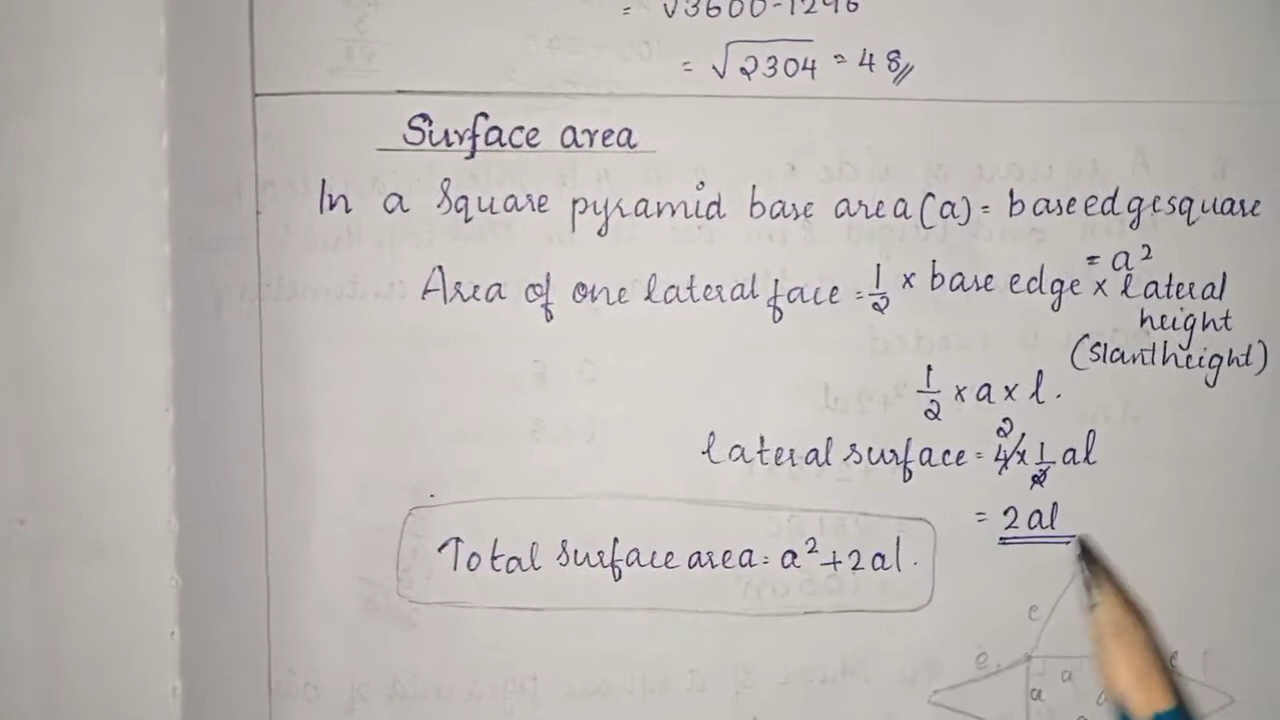 = √3600-1296
= √2304 = 48//
Surface area
In a Square pyramid base area(a) = baseedgesquare
= a²
Area of one lateral face = 1/2 × base edge × lateral
height
(slantheight)
1/2 × a × l.
lateral surface = 4 2 × 1/2 al
= 2al
Total surface area = a²+2al.
e
e e
a
a